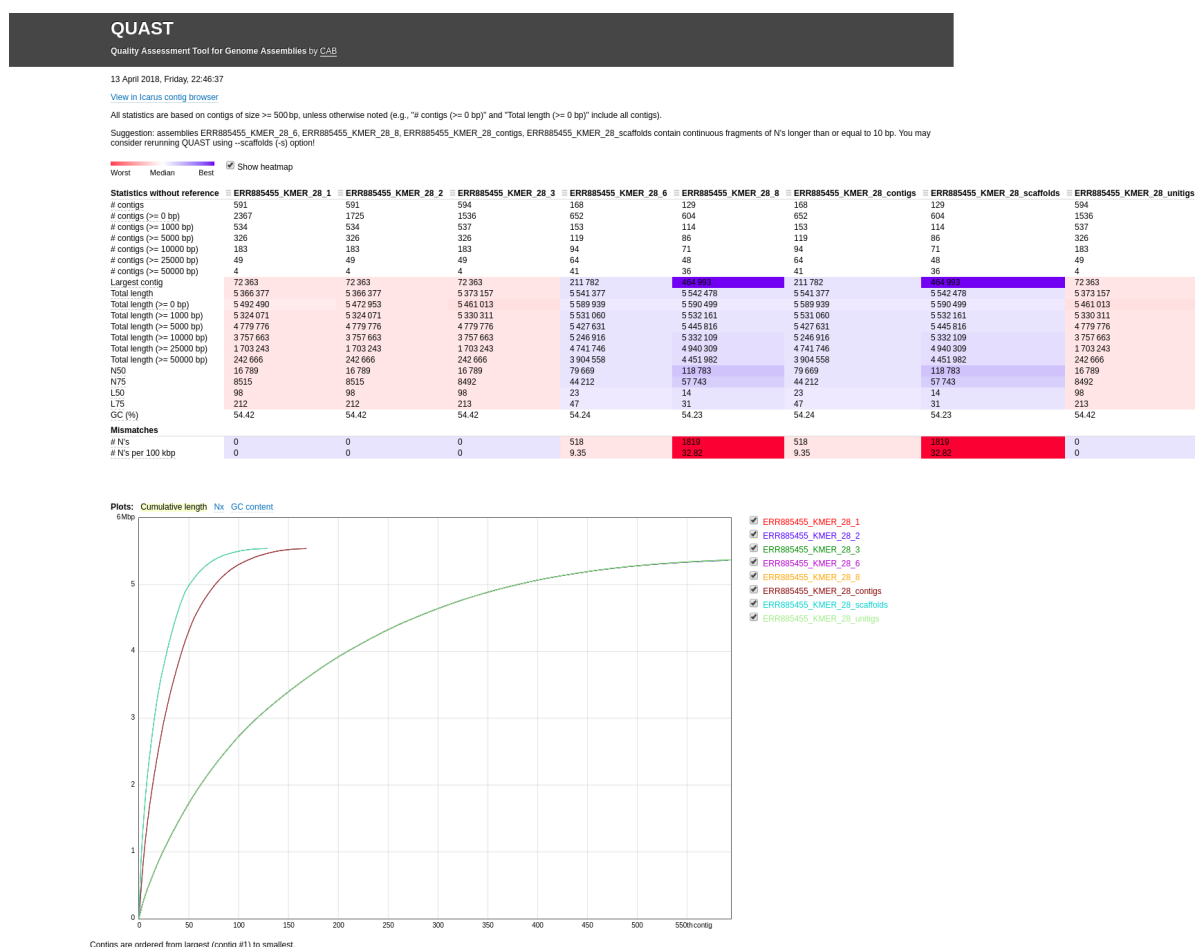 QUAST
Quality Assessment Tool for Genome Assemblies by CAB
13 April 2018, Friday, 22:46:37
View in Icarus contig browser
All statistics are based on contigs of size >= 500 bp, unless otherwise noted (e.g., "# contigs (>= 0 bp)" and "Total length (>= 0 bp)" include all contigs).
Suggestion: assemblies ERR885455_KMER_28_6, ERR885455_KMER_28_8, ERR885455_KMER_28_contigs, ERR885455_KMER_28_scaffolds contain continuous fragments of N's longer than or equal to 10 bp. You may
consider rerunning QUAST using --scaffolds (-s) option!
Worst Median Best Show heatmap
Statistics without reference ERR885455_KMER_28_1 ERR885455_KMER_28_2 ERR885455_KMER_28_3 ERR885455_KMER_28_6 ERR885455_KMER_28_8 ERR885455_KMER_28_contigs ERR885455_KMER_28_scaffolds ERR885455_KMER_28_unitigs
# contigs 591 591 594 168 129 168 129 594
# contigs (>= 0 bp) 2367 1725 1536 652 604 652 604 1536
# contigs (>= 1000 bp) 534 534 537 153 114 153 114 537
# contigs (>= 5000 bp) 326 326 326 119 86 119 86 326
# contigs (>= 10000 bp) 183 183 183 94 71 94 71 183
# contigs (>= 25000 bp) 49 49 49 64 48 64 48 49
# contigs (>= 50000 bp) 4 4 4 41 36 41 36 4
Largest contig 72 363 72 363 72 363 211 782 464 993 211 782 464 993 72 363
Total length 5 366 377 5 366 377 5 373 157 5 541 377 5 542 478 5 541 377 5 542 478 5 373 157
Total length (>= 0 bp) 5 492 490 5 472 953 5 461 013 5 589 939 5 590 499 5 589 939 5 590 499 5 461 013
Total length (>= 1000 bp) 5 324 071 5 324 071 5 330 311 5 531 060 5 532 161 5 531 060 5 532 161 5 330 311
Total length (>= 5000 bp) 4 779 776 4 779 776 4 779 776 5 427 631 5 445 816 5 427 631 5 445 816 4 779 776
Total length (>= 10000 bp) 3 757 663 3 757 663 3 757 663 5 246 916 5 332 109 5 246 916 5 332 109 3 757 663
Total length (>= 25000 bp) 1 703 243 1 703 243 1 703 243 4 741 746 4 940 309 4 741 746 4 940 309 1 703 243
Total length (>= 50000 bp) 242 666 242 666 242 666 3 904 558 4 451 982 3 904 558 4 451 982 242 666
N50 16 789 16 789 16 789 79 669 118 783 79 669 118 783 16 789
N75 8515 8515 8492 44 212 57 743 44 212 57 743 8492
L50 98 98 98 23 14 23 14 98
L75 212 212 213 47 31 47 31 213
GC (%) 54.42 54.42 54.42 54.24 54.23 54.24 54.23 54.42
Mismatches
# N's 0 0 0 518 1819 518 1819 0
# N's per 100 kbp 0 0 0 9.35 32.82 9.35 32.82 0
Plots: Cumulative length Nx GC content
6 Mbp
5
4
3
2
1
0
0 50 100 150 200 250 300 350 400 450 500 550th contig
ERR885455_KMER_28_1
ERR885455_KMER_28_2
ERR885455_KMER_28_3
ERR885455_KMER_28_6
ERR885455_KMER_28_8
ERR885455_KMER_28_contigs
ERR885455_KMER_28_scaffolds
ERR885455_KMER_28_unitigs
Contigs are ordered from largest (contig #1) to smallest.